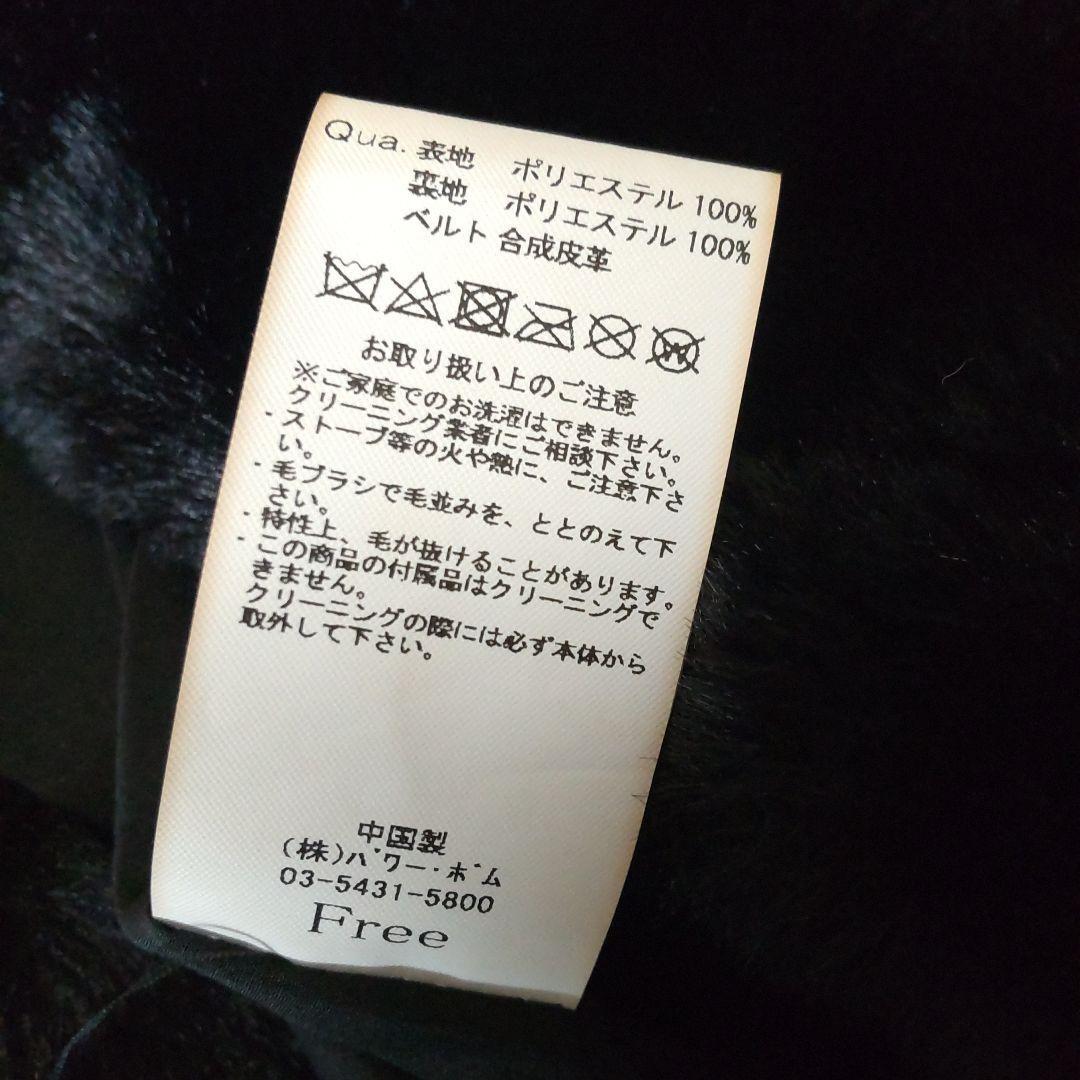 Qua. 表地 ポリエステル 100%
裏地 ポリエステル 100%
ベルト 合成皮革
お取り扱い上のご注意
※ご家庭でのお洗濯はできません。
クリーニング業者にご相談下さい。
・ストーブ等の火や熱に、ご注意下さ
い。
・毛ブラシで毛並みを、ととのえて下
さい。
・特性上、毛が抜けることがあります。
・この商品の付属品はクリーニングで
きません。
クリーニングの際には必ず本体から
取外して下さい。
中国製
(株)パワー・ボム
03-5431-5800
Free